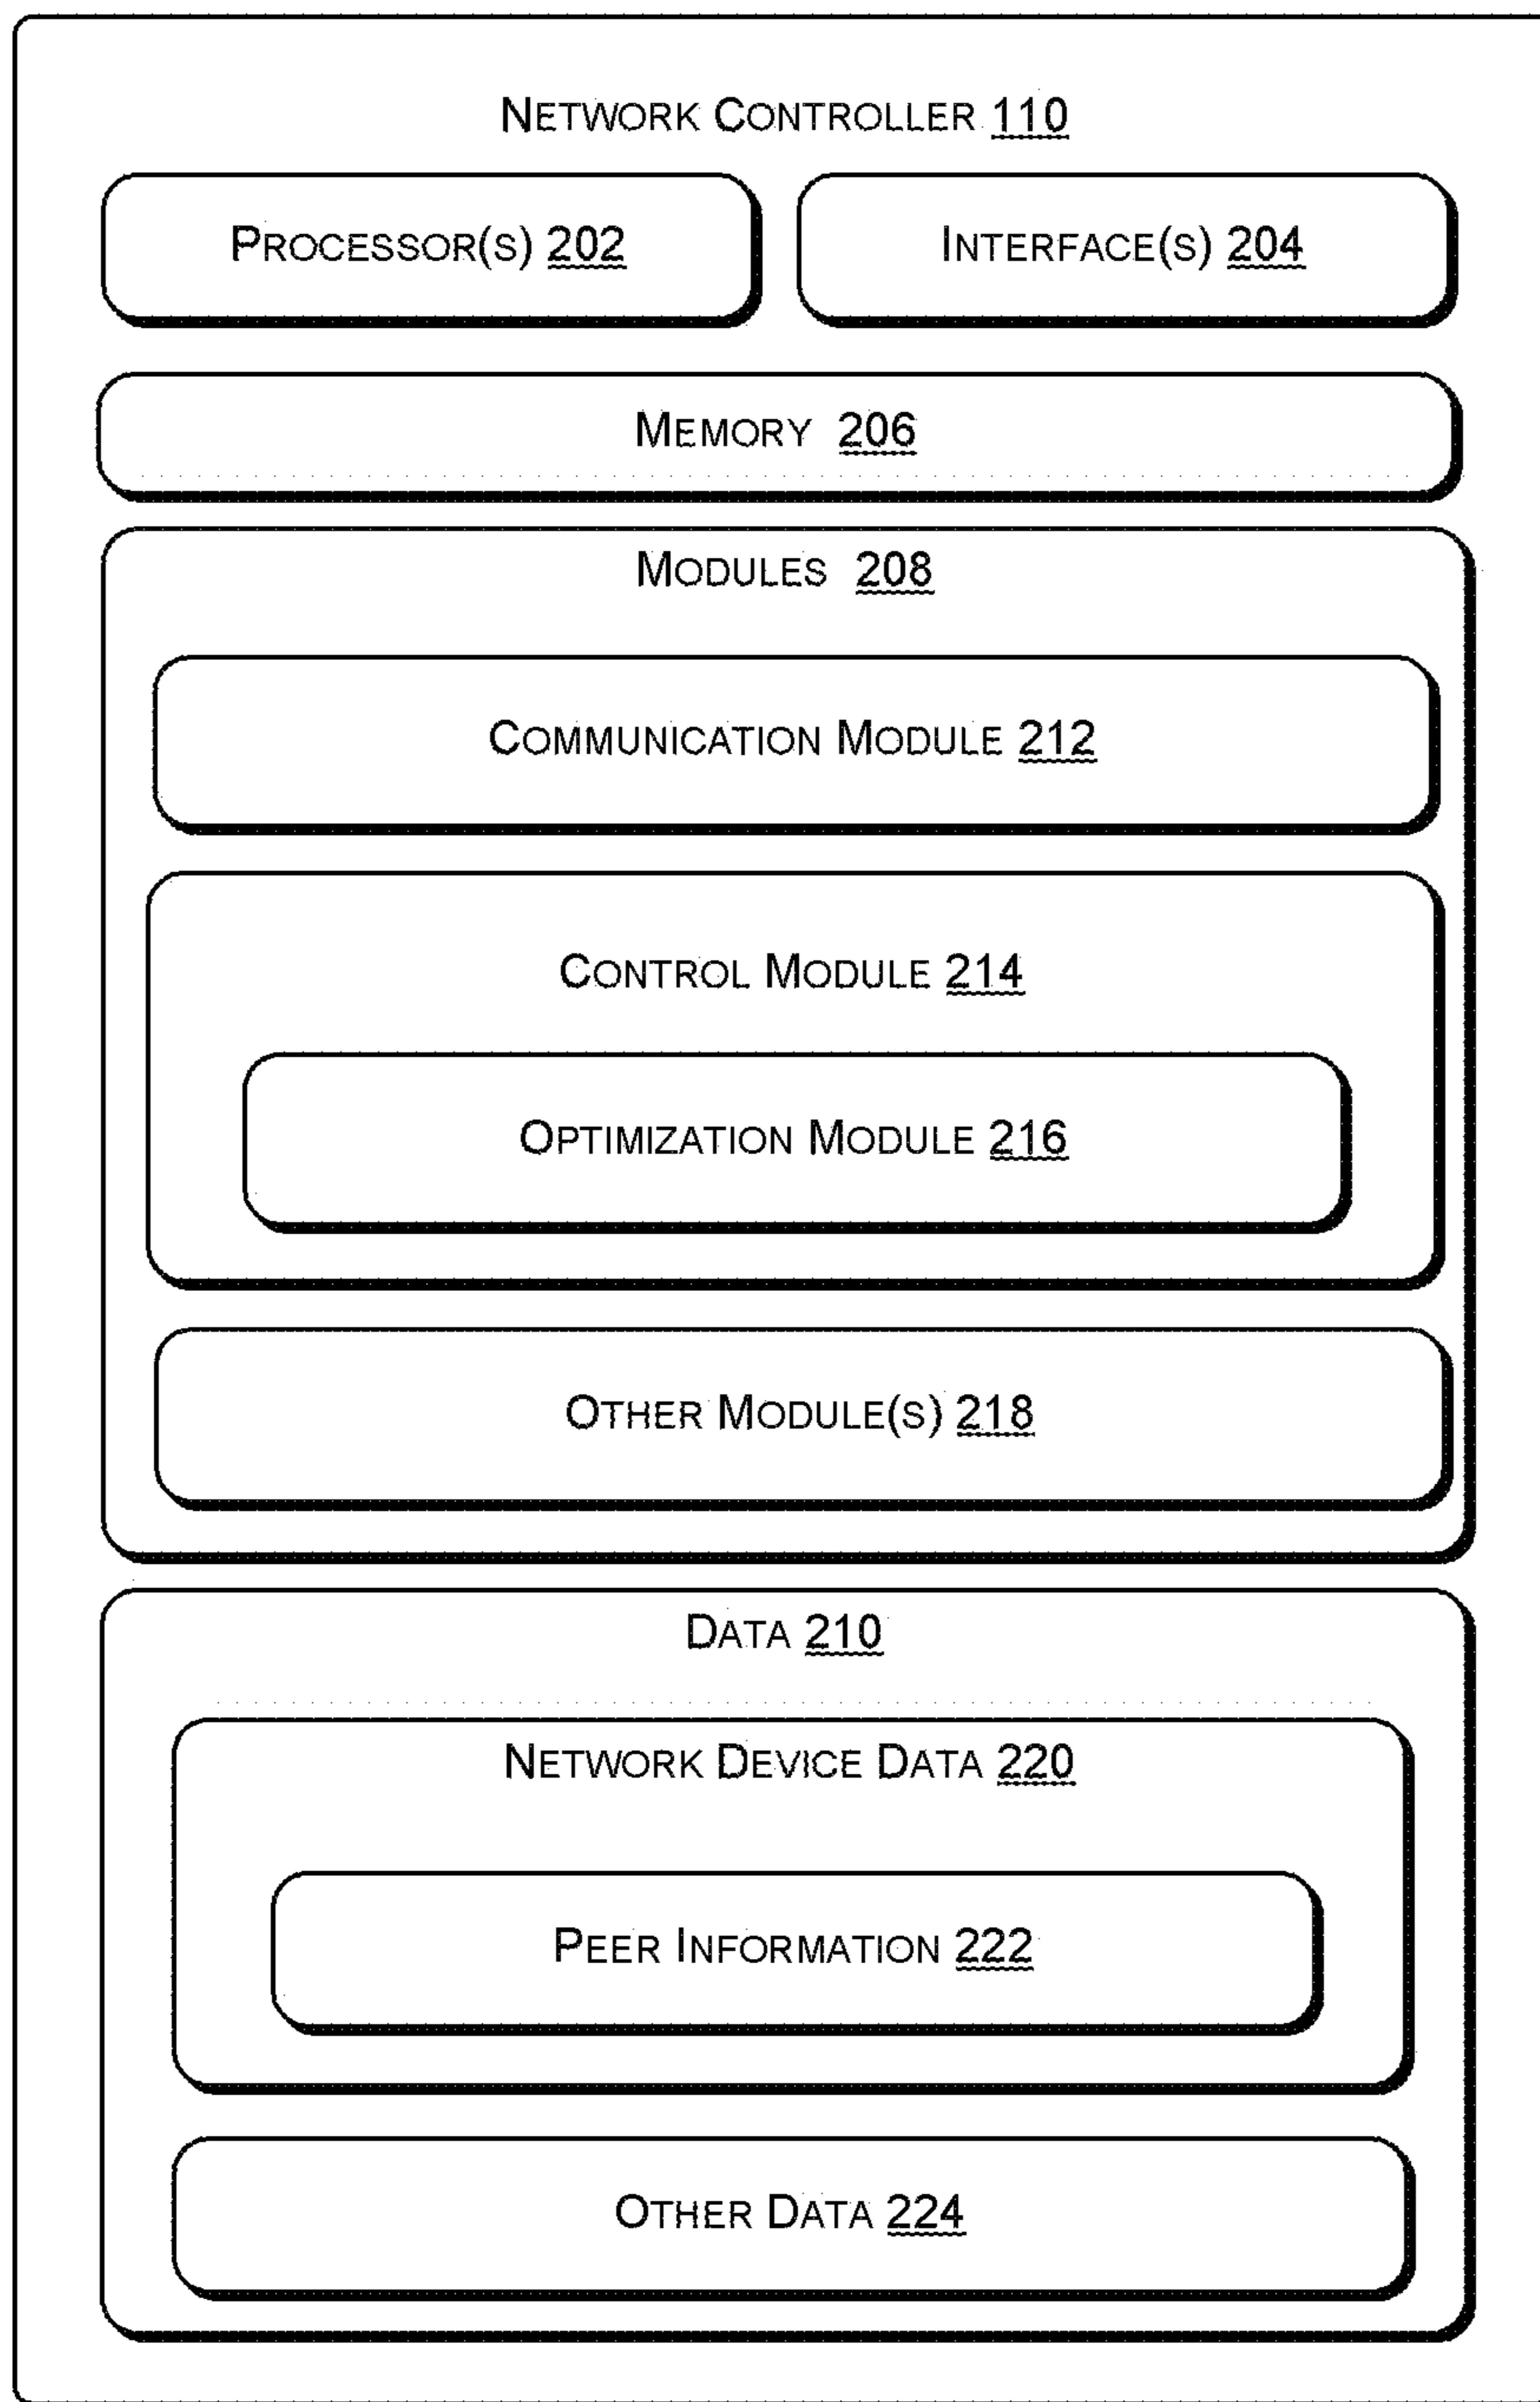 NETWORK CONTROLLER 110
PROCESSOR(S) 202
INTERFACE(S) 204
MEMORY 206
MODULES 208
COMMUNICATION MODULE 212
CONTROL MODULE 214
OPTIMIZATION MODULE 216
OTHER MODULE(S) 218
DATA 210
NETWORK DEVICE DATA 220
PEER INFORMATION 222
OTHER DATA 224